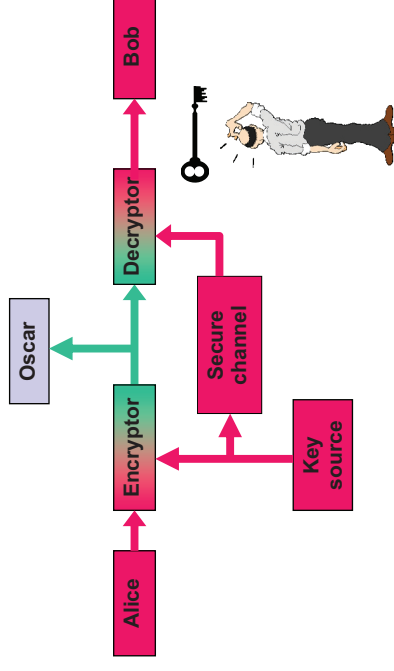 Oscar
Alice
Encryptor
Decryptor
Bob
Secure
channel
Key
source